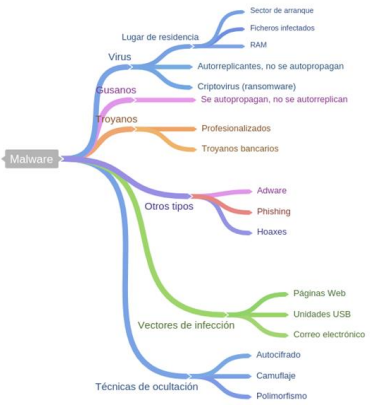 Malware
Virus
Lugar de residencia
Sector de arranque
Ficheros infectados
RAM
Autorreplicantes, no se autopropagan
Criptovirus (ransomware)
Gusanos
Se autopropagan, no se autorreplican
Troyanos
Profesionalizados
Troyanos bancarios
Otros tipos
Adware
Phishing
Hoaxes
Vectores de infección
Páginas Web
Unidades USB
Correo electrónico
Técnicas de ocultación
Autocifrado
Camuflaje
Polimorfismo